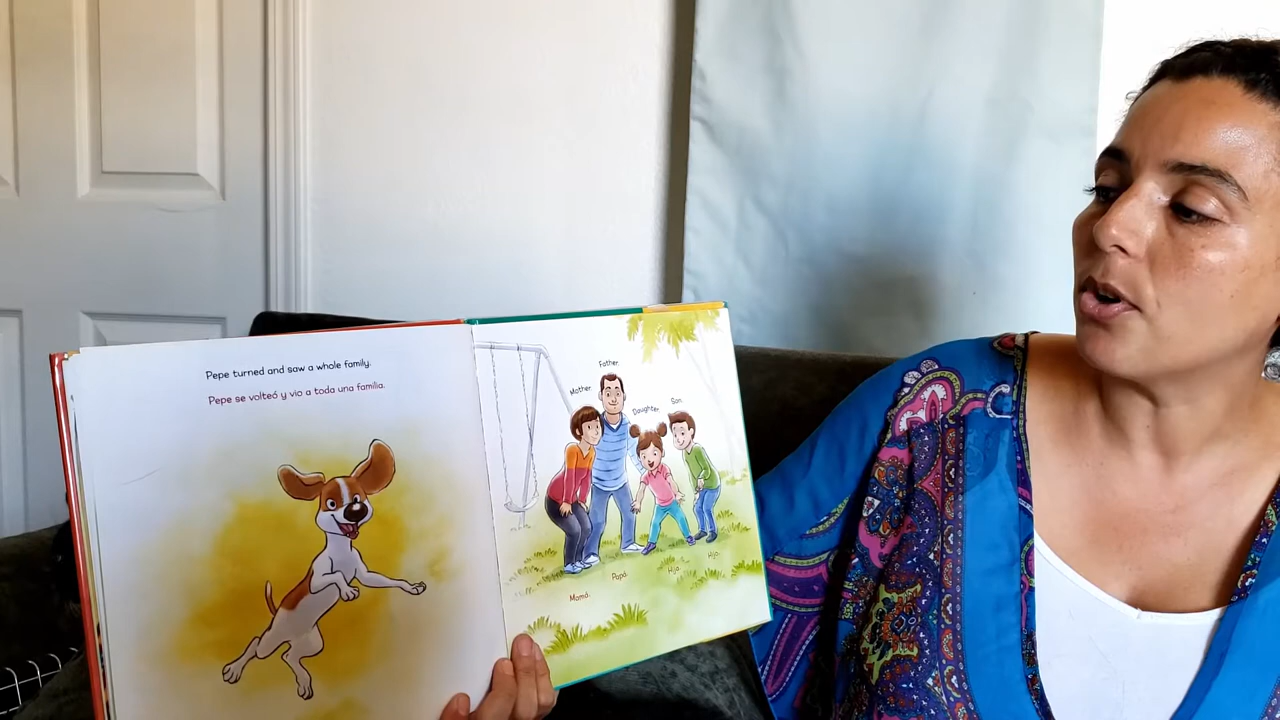 Pepe turned and saw a whole family.
Pepe se volteó y vio a toda una familia.
Father.
Mother.
Son.
Daughter.
Hijo.
Hija.
Papá.
Mamá.